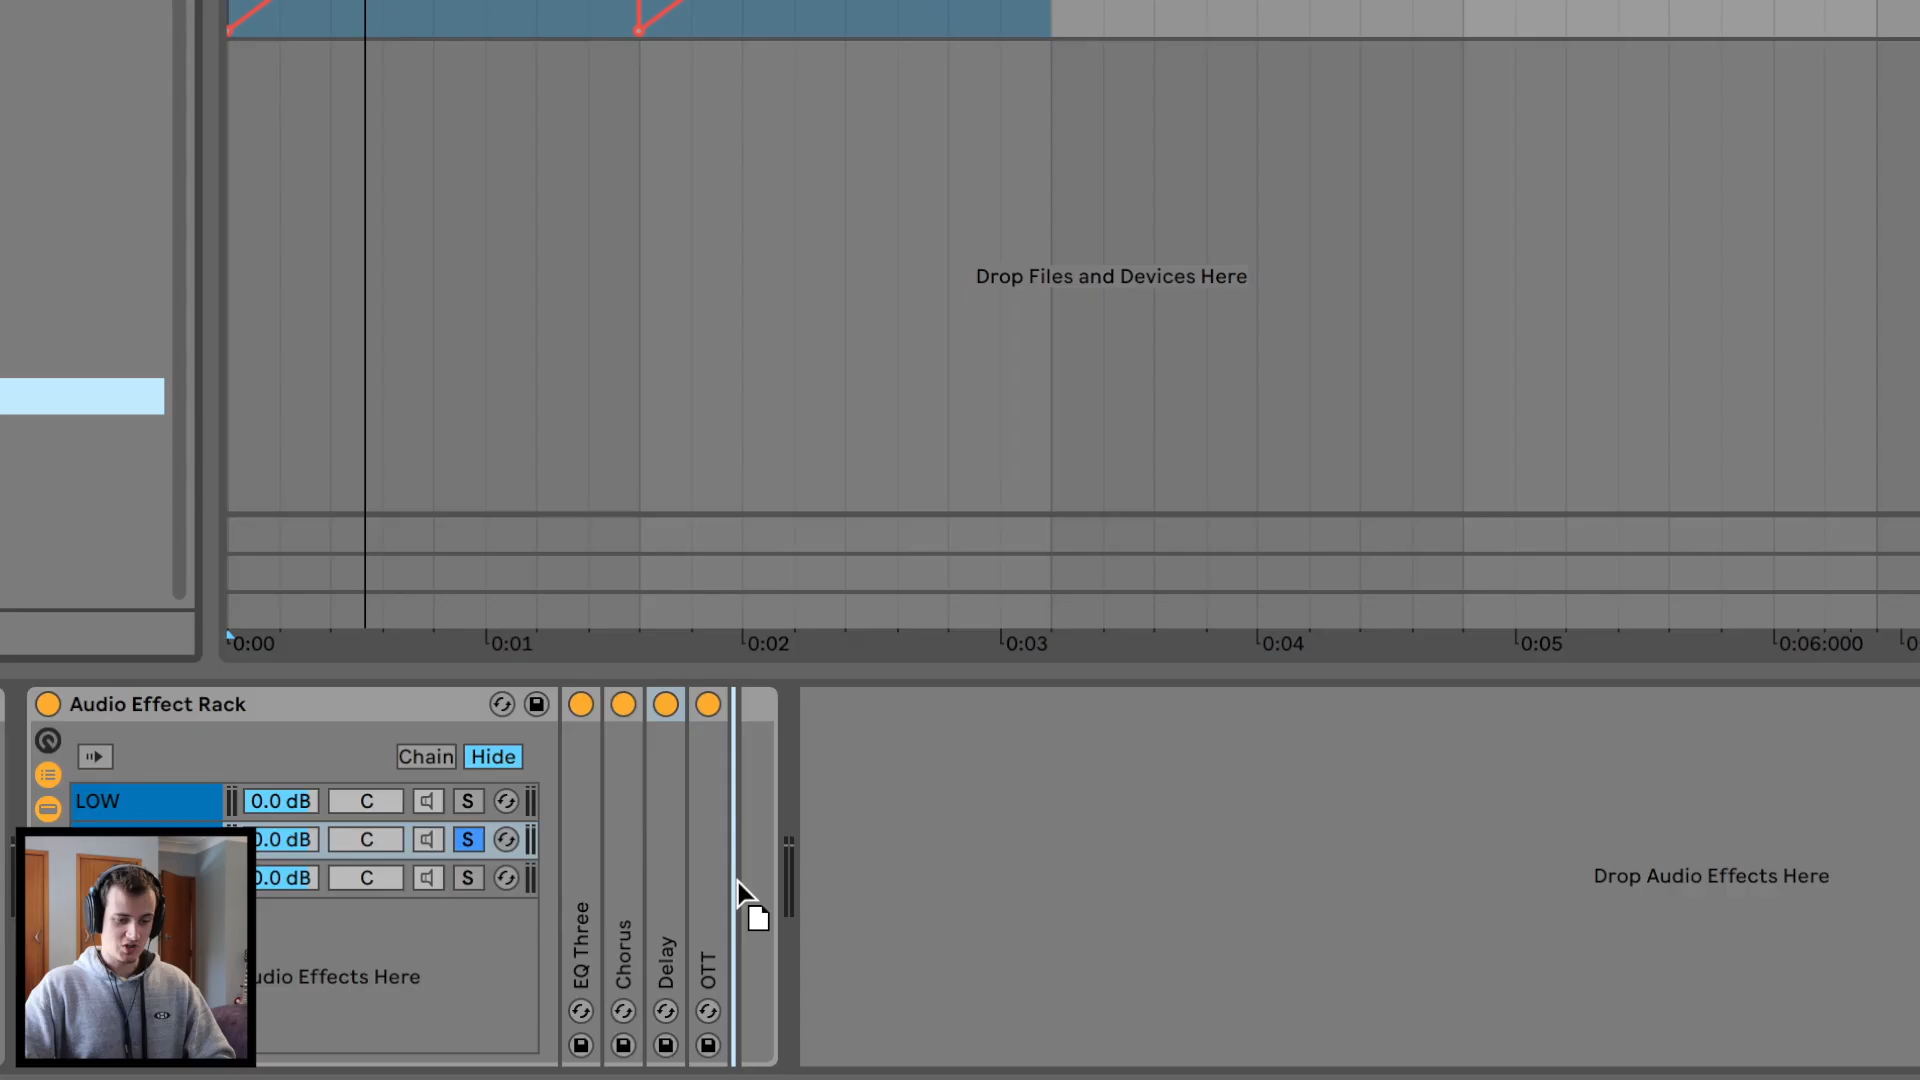 Drop Files and Devices Here
0:00 0:01 0:02 0:03 0:04 0:05 0:06:000
Audio Effect Rack
Chain Hide
LOW 0.0 dB C S
0.0 dB C S
0.0 dB C S
Audio Effects Here
EQ Three
Chorus
Delay
OTT
Drop Audio Effects Here